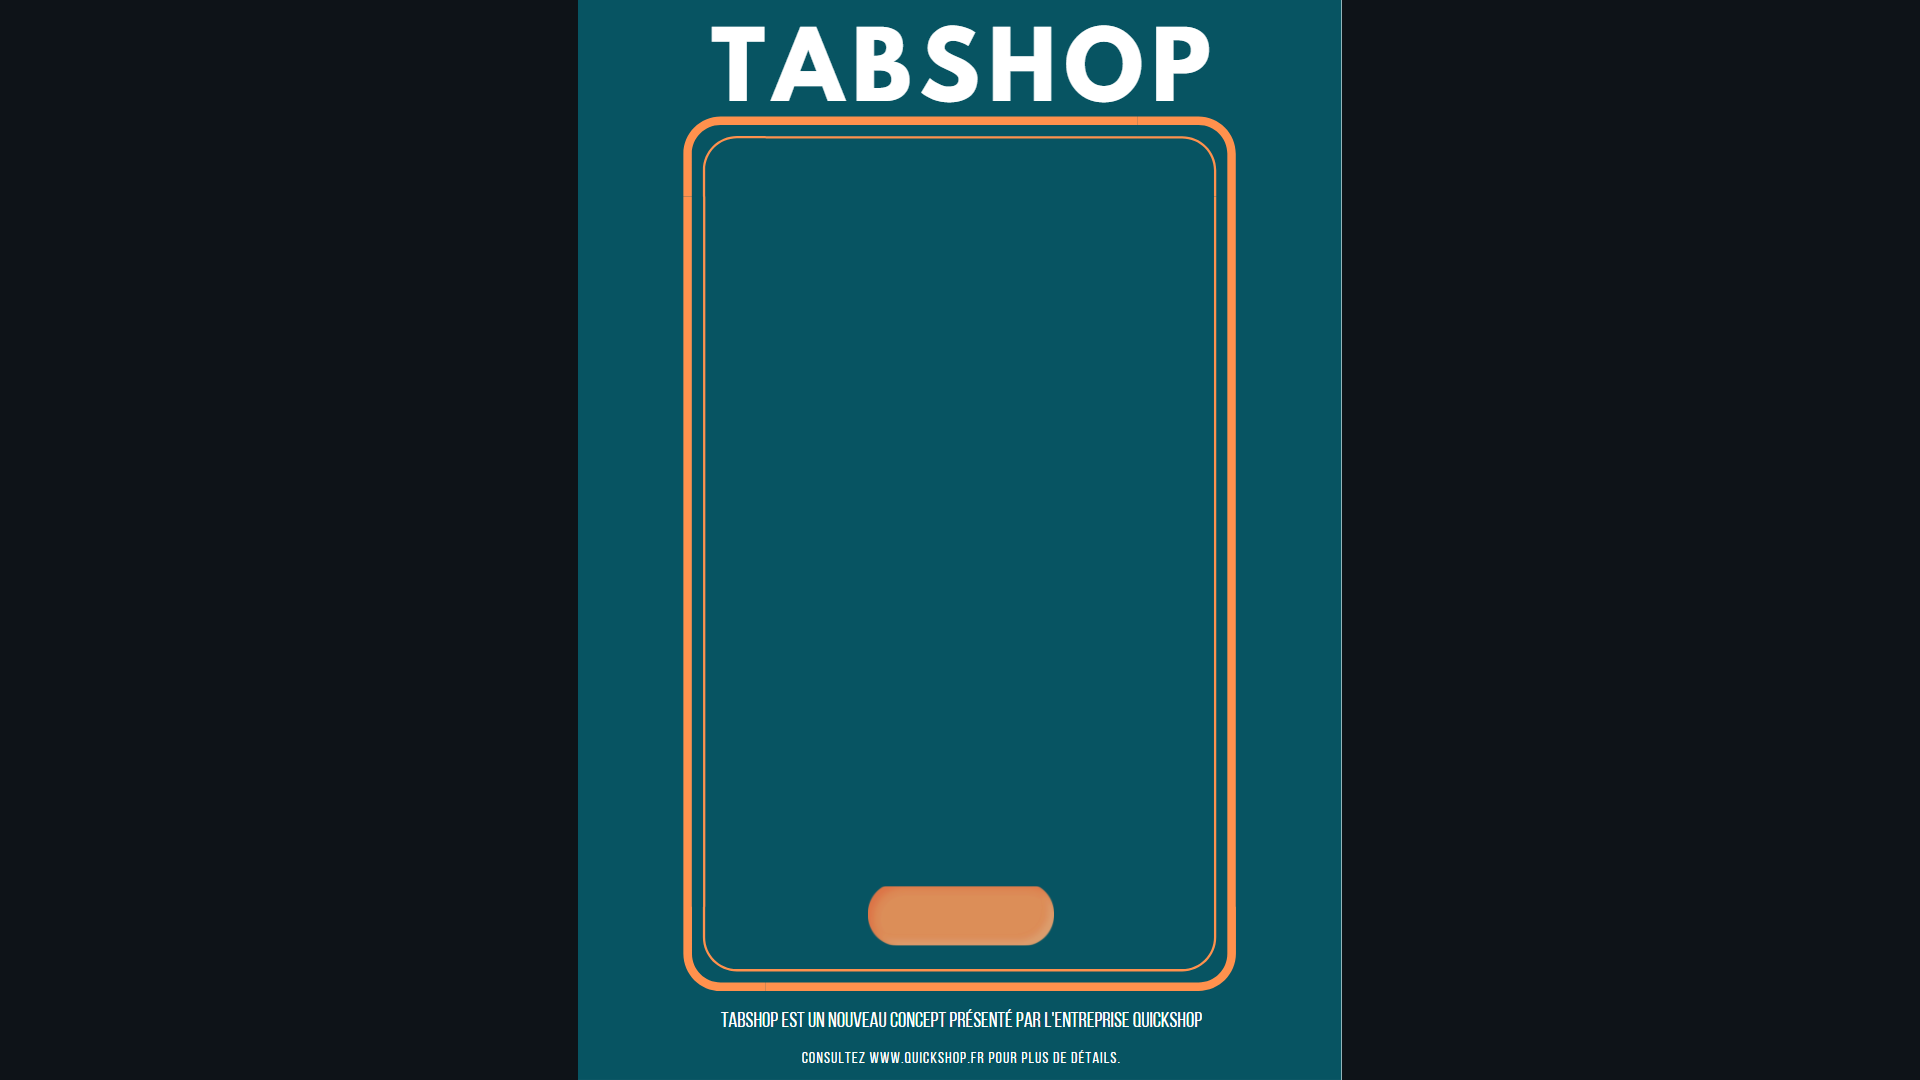 TABSHOP
TABSHOP EST UN NOUVEAU CONCEPT PRÉSENTÉ PAR L'ENTREPRISE QUICKSHOP
CONSULTEZ WWW.QUICKSHOP.FR POUR PLUS DE DÉTAILS.